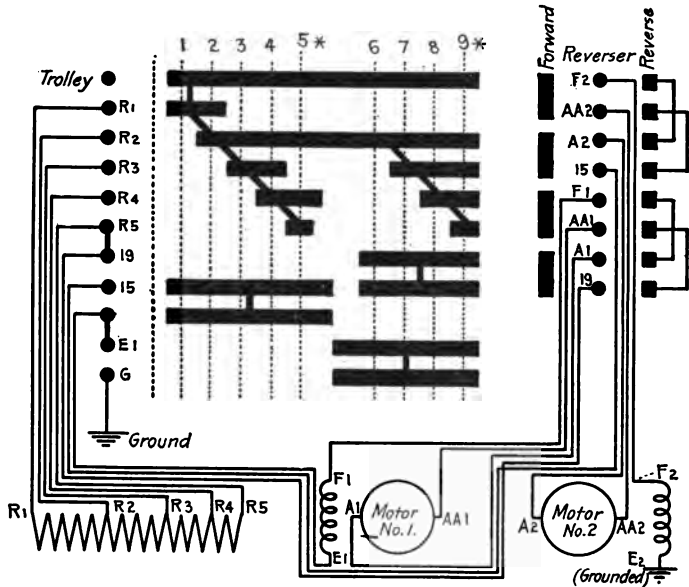 1 2 3 4 5* 6 7 8 9*
Forward
Reverser
Reverse
Trolley
R1
R2
R3
R4
R5
19
15
E1
G
Ground
F2
AA2
A2
15
F1
AA1
A1
19
R1 R2 R3 R4 R5
F1
A1
Motor
No.1.
AA1
E1
A2
Motor
No.2
AA2
F2
E2
(Grounded)